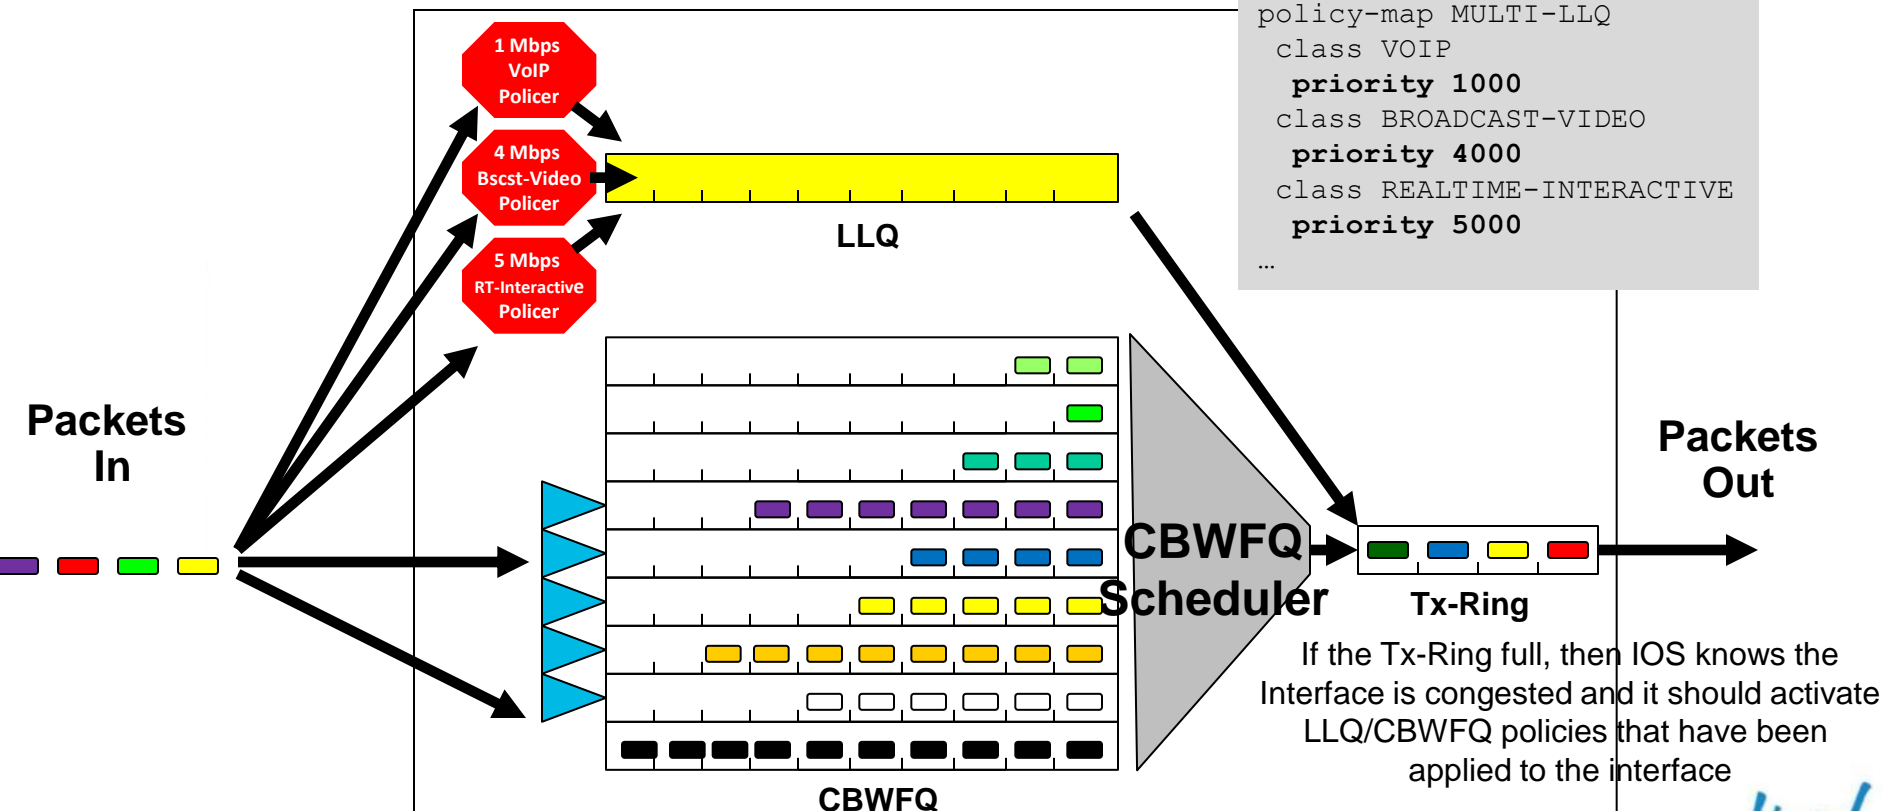 policy-map MULTI-LLQ
class VOIP
priority 1000
class BROADCAST-VIDEO
priority 4000
class REALTIME-INTERACTIVE
priority 5000
…
1 Mbps
VoIP
Policer
4 Mbps
Bscst-Video
Policer
5 Mbps
RT-Interactive
Policer
LLQ
Packets
In
CBWFQ
Scheduler
CBWFQ
Packets
Out
Tx-Ring
If the Tx-Ring full, then IOS knows the
Interface is congested and it should activate
LLQ/CBWFQ policies that have been
applied to the interface